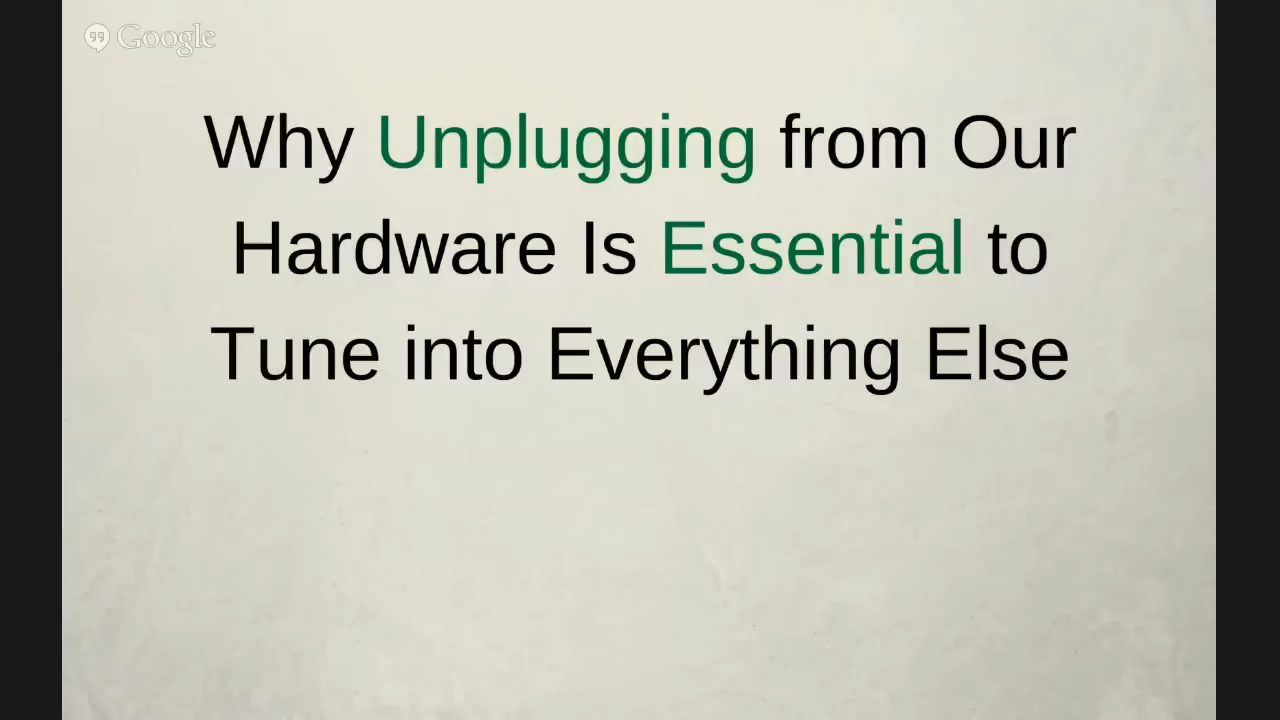 Google
Why Unplugging from Our
Hardware Is Essential to
Tune into Everything Else